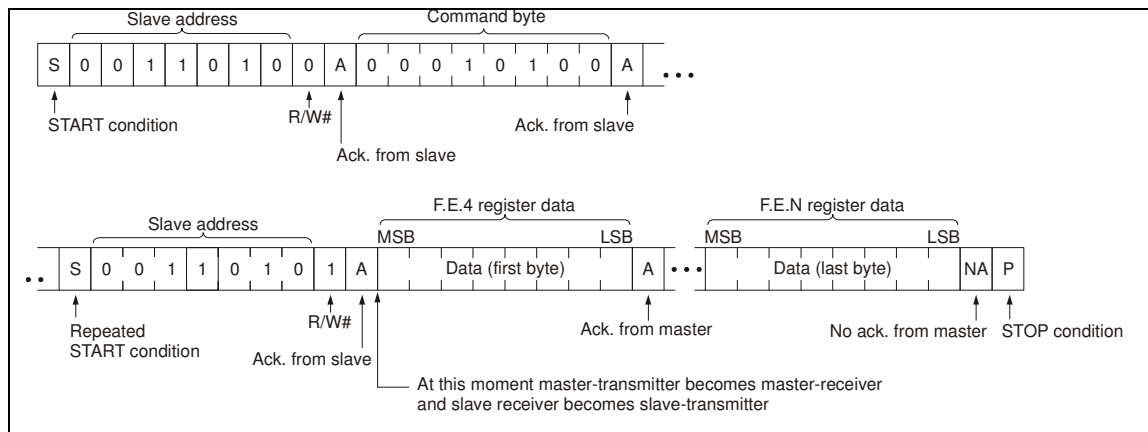 Slave address Command byte
S 0 0 1 1 0 1 0 0 A 0 0 0 1 0 1 0 0 A •••
START condition R/W# Ack. from slave
Ack. from slave
F.E.4 register data F.E.N register data
Slave address MSB LSB MSB LSB
•• S 0 0 1 1 0 1 0 1 A Data (first byte) A ••• Data (last byte) NA P
Repeated START condition R/W# Ack. from slave Ack. from master No ack. from master STOP condition
At this moment master-transmitter becomes master-receiver
and slave receiver becomes slave-transmitter